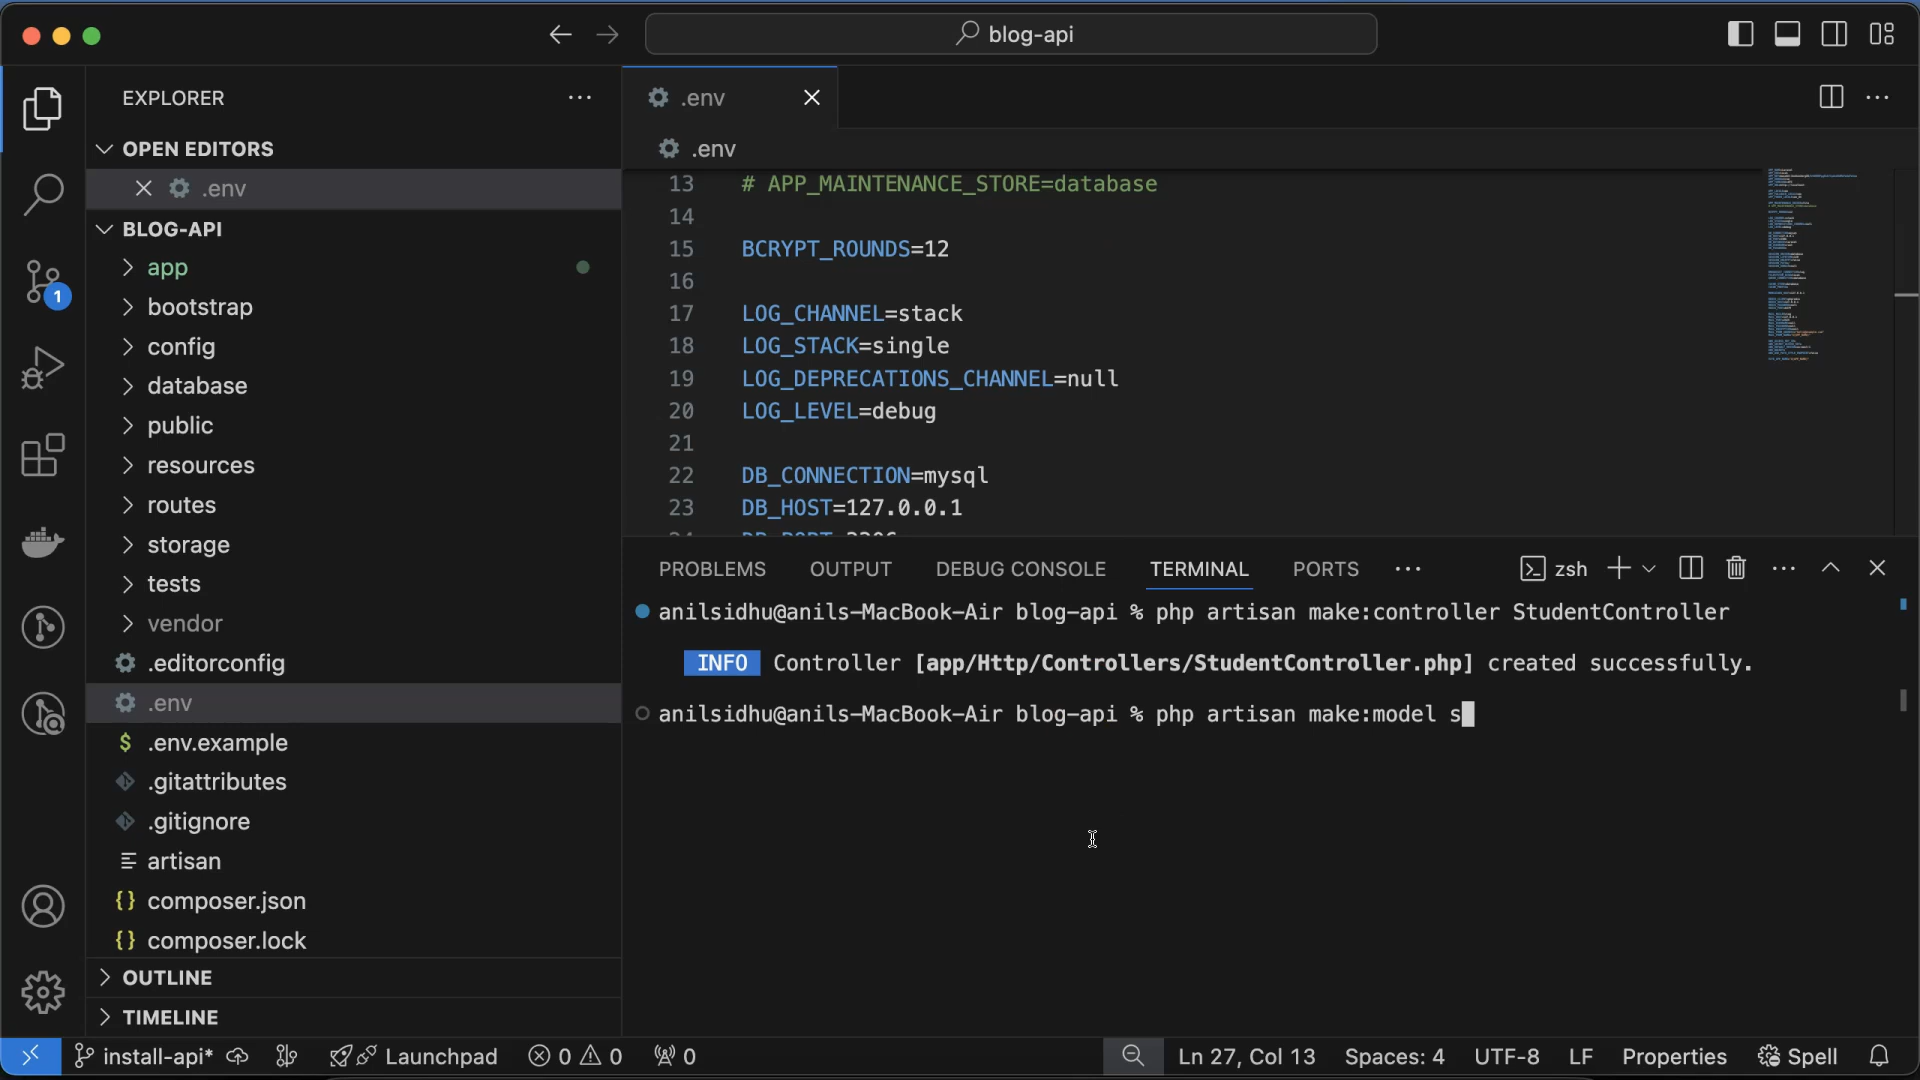 blog-api
EXPLORER
OPEN EDITORS
.env
BLOG-API
app
bootstrap
config
database
public
resources
routes
storage
tests
vendor
.editorconfig
.env
.env.example
.gitattributes
.gitignore
artisan
composer.json
composer.lock
OUTLINE
TIMELINE
1
.env
.env
13 # APP_MAINTENANCE_STORE=database
14
15 BCRYPT_ROUNDS=12
16
17 LOG_CHANNEL=stack
18 LOG_STACK=single
19 LOG_DEPRECATIONS_CHANNEL=null
20 LOG_LEVEL=debug
21
22 DB_CONNECTION=mysql
23 DB_HOST=127.0.0.1
PROBLEMS OUTPUT DEBUG CONSOLE TERMINAL PORTS zsh
anilsidhu@anils-MacBook-Air blog-api % php artisan make:controller StudentController
INFO Controller [app/Http/Controllers/StudentController.php] created successfully.
anilsidhu@anils-MacBook-Air blog-api % php artisan make:model s
install-api* Launchpad 0 0 0 Ln 27, Col 13 Spaces: 4 UTF-8 LF Properties Spell